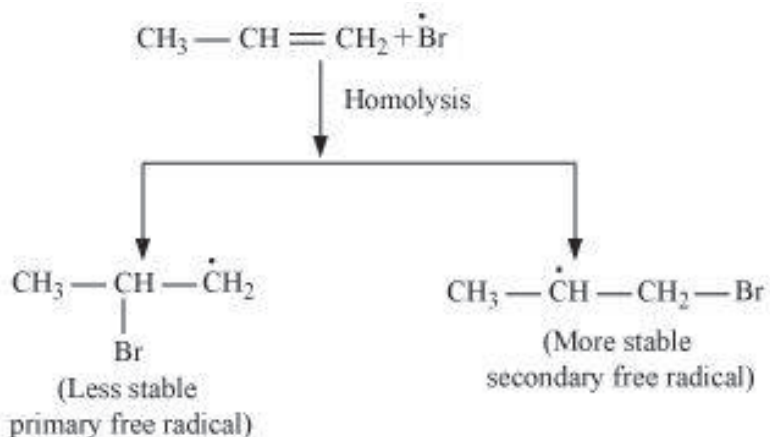 CH₃ — CH = CH₂ + Ḃr
Homolysis
CH₃ — CH — ĊH₂
Br
(Less stable
primary free radical)
CH₃ — ĊH — CH₂ — Br
(More stable
secondary free radical)